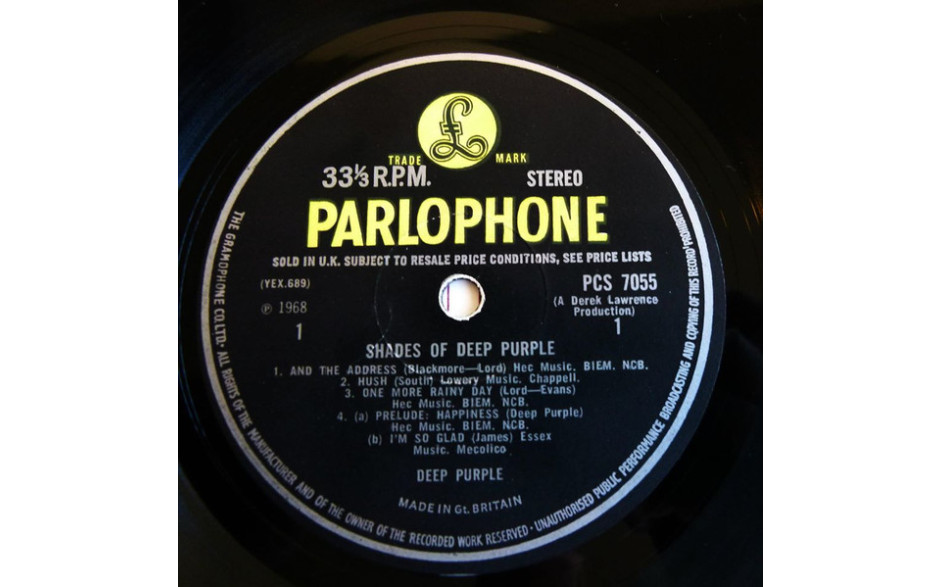 £
TRADE MARK
33⅓ R.P.M. STEREO
PARLOPHONE
SOLD IN U.K. SUBJECT TO RESALE PRICE CONDITIONS, SEE PRICE LISTS
(YEX.689) PCS 7055
℗ 1968 (A Derek Lawrence
Production)
1 1
SHADES OF DEEP PURPLE
1. AND THE ADDRESS (Blackmore—Lord) Hec Music. BIEM. NCB.
2. HUSH (South) Lowery Music. Chappell.
3. ONE MORE RAINY DAY (Lord—Evans)
Hec Music. BIEM. NCB.
4. (a) PRELUDE: HAPPINESS (Deep Purple)
Hec Music. BIEM. NCB.
(b) I'M SO GLAD (James) Essex
Music. Mecolico
DEEP PURPLE
MADE IN Gt. BRITAIN
THE GRAMOPHONE CO. LTD. · ALL RIGHTS OF THE MANUFACTURER AND OF THE OWNER OF THE RECORDED WORK RESERVED · UNAUTHORISED PUBLIC PERFORMANCE BROADCASTING AND COPYING OF THIS RECORD PROHIBITED